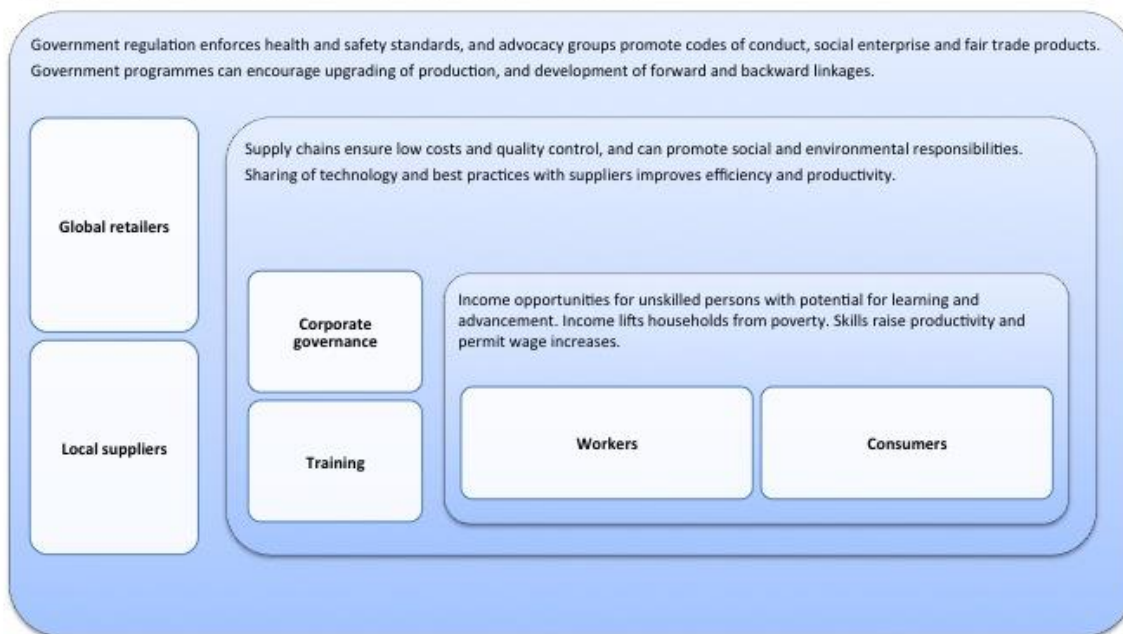 Government regulation enforces health and safety standards, and advocacy groups promote codes of conduct, social enterprise and fair trade products.
Government programmes can encourage upgrading of production, and development of forward and backward linkages.
Global retailers
Local suppliers
Supply chains ensure low costs and quality control, and can promote social and environmental responsibilities.
Sharing of technology and best practices with suppliers improves efficiency and productivity.
Corporate
governance
Training
Income opportunities for unskilled persons with potential for learning and
advancement. Income lifts households from poverty. Skills raise productivity and
permit wage increases.
Workers
Consumers